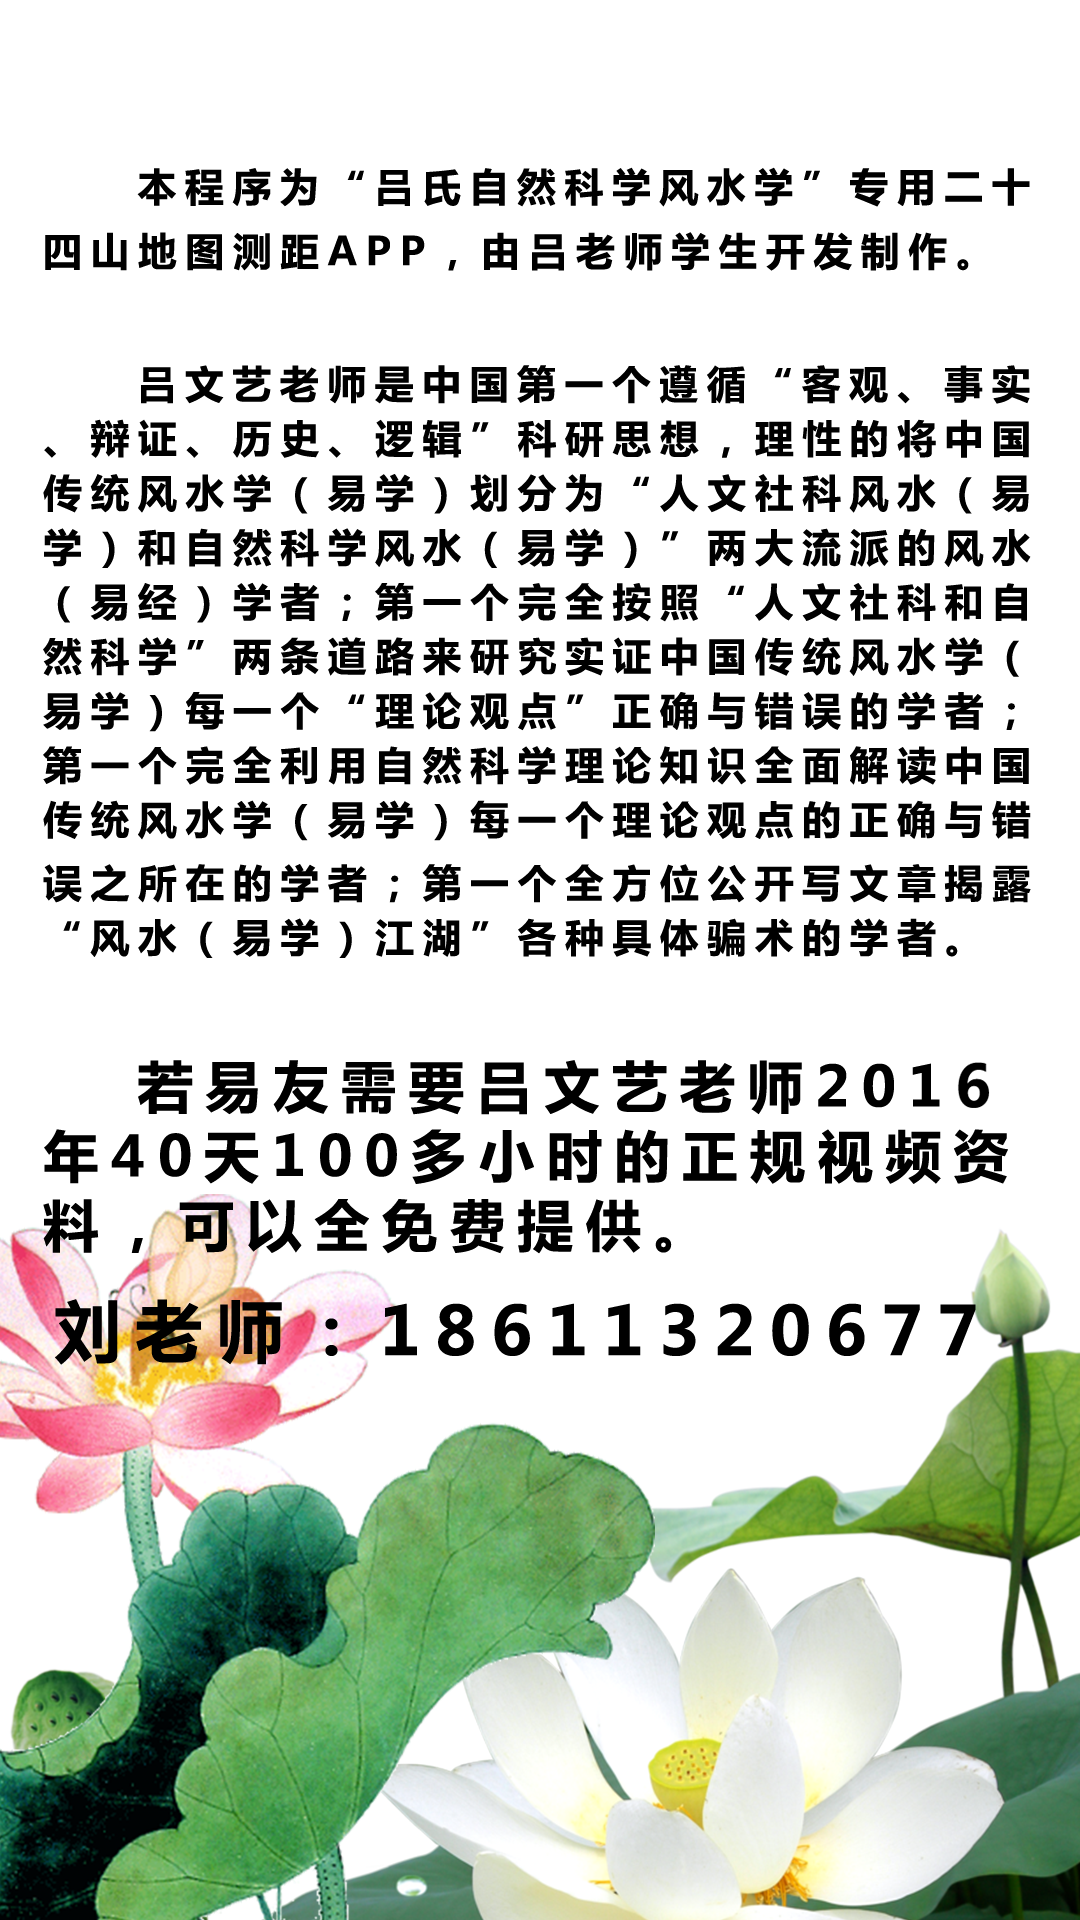 本程序为“吕氏自然科学风水学”专用二十
四山地图测距APP，由吕老师学生开发制作。
吕文艺老师是中国第一个遵循“客观、事实
、辩证、历史、逻辑”科研思想，理性的将中国
传统风水学（易学）划分为“人文社科风水（易
学）和自然科学风水（易学）”两大流派的风水
（易经）学者；第一个完全按照“人文社科和自
然科学”两条道路来研究实证中国传统风水学（
易学）每一个“理论观点”正确与错误的学者；
第一个完全利用自然科学理论知识全面解读中国
传统风水学（易学）每一个理论观点的正确与错
误之所在的学者；第一个全方位公开写文章揭露
“风水（易学）江湖”各种具体骗术的学者。
若易友需要吕文艺老师2016
年40天100多小时的正规视频资
料，可以全免费提供。
刘老师：18611320677